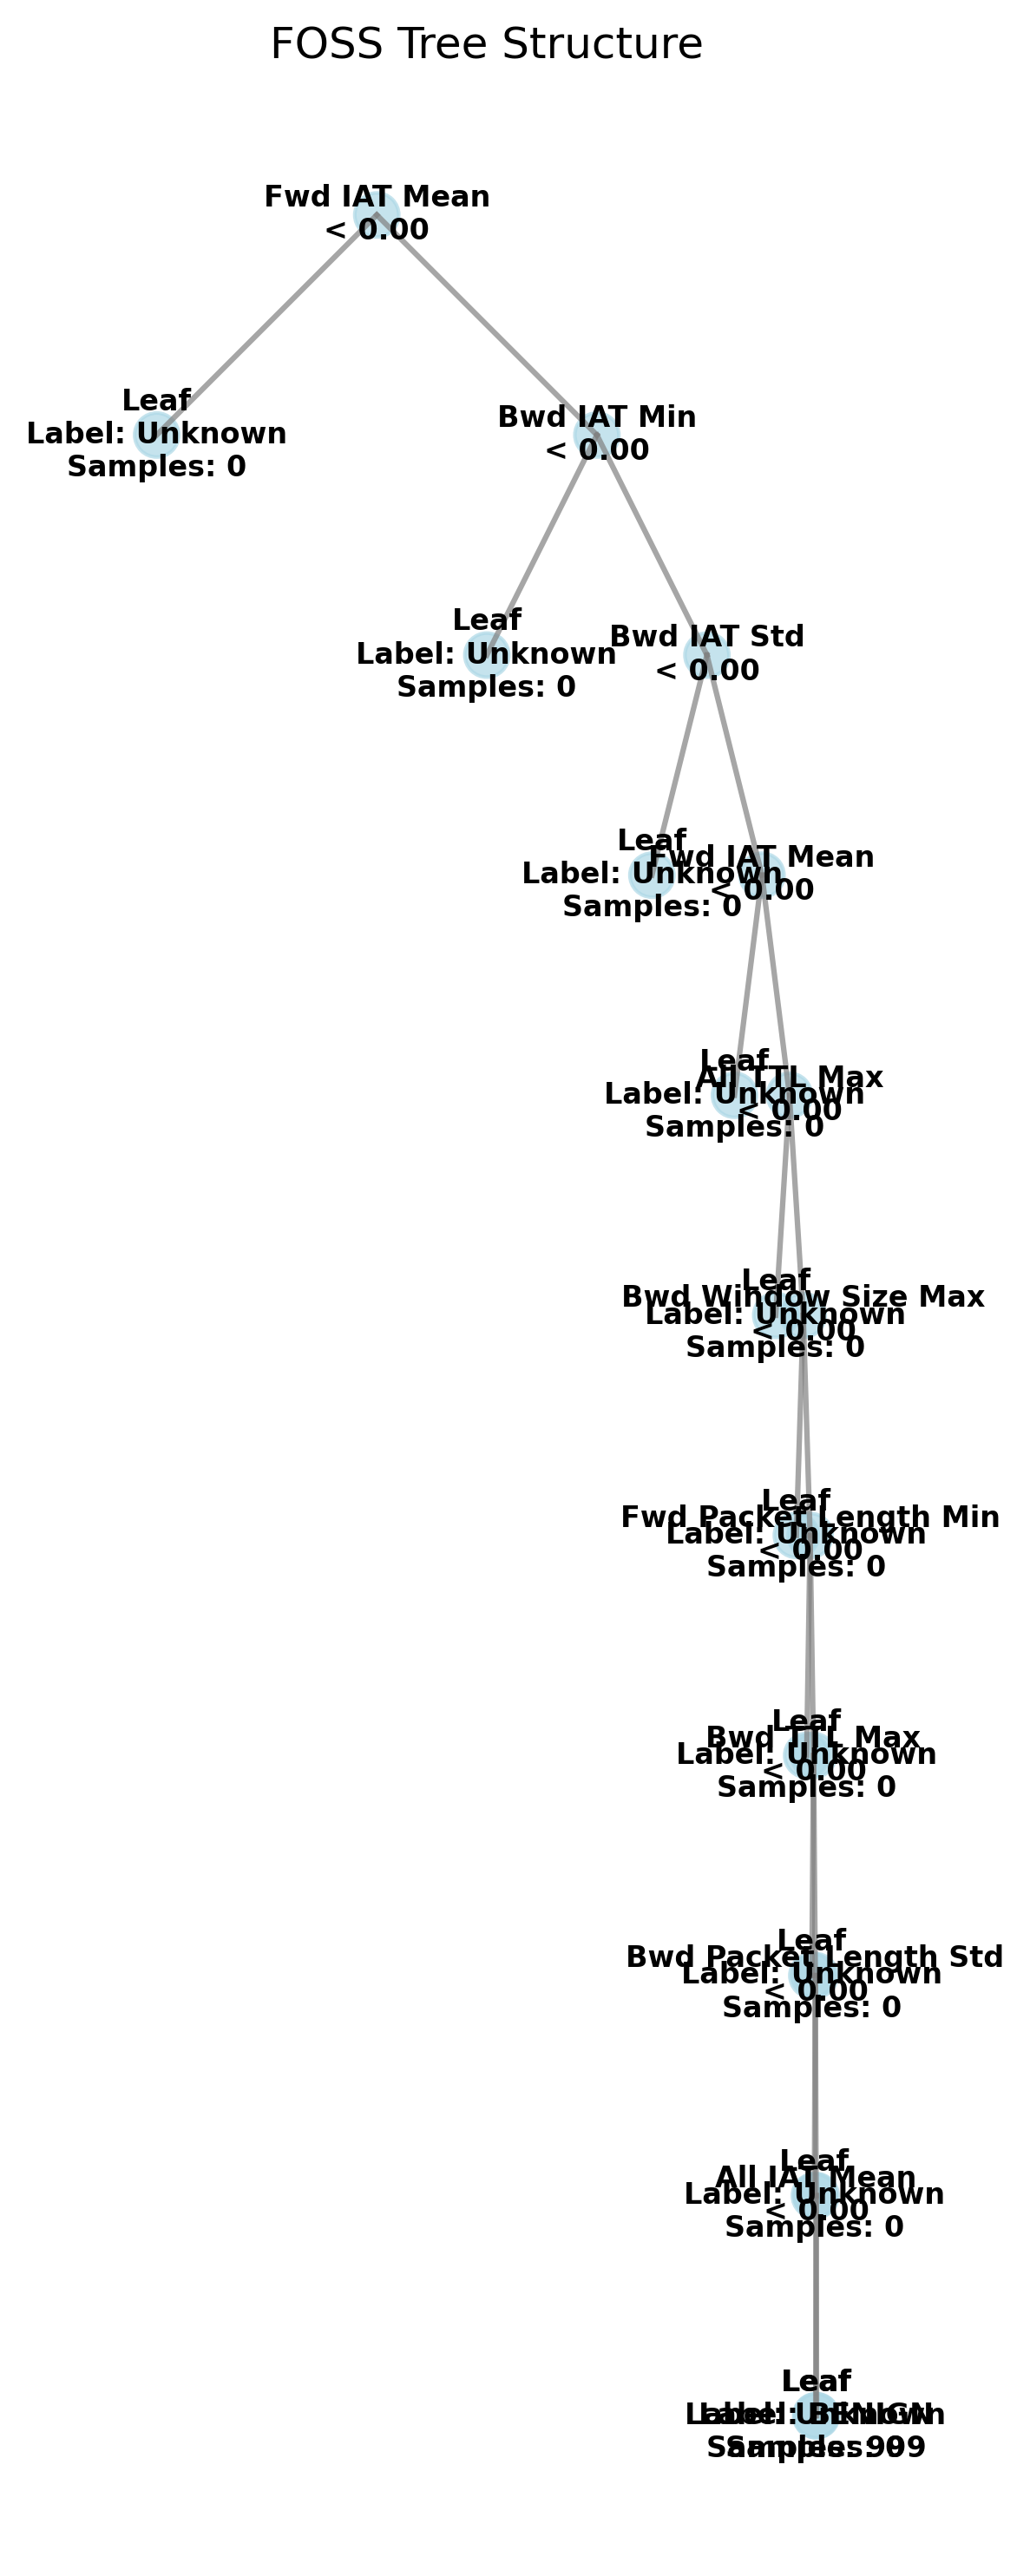 FOSS Tree Structure
Fwd IAT Mean
< 0.00
Leaf
Label: Unknown
Samples: 0
Bwd IAT Min
< 0.00
Leaf
Label: Unknown
Samples: 0
Bwd IAT Std
< 0.00
Leaf
Label: Unknown
Samples: 0
Fwd IAT Mean
< 0.00
Leaf
Label: Unknown
Samples: 0
All TTL Max
< 0.00
Leaf
Label: Unknown
Samples: 0
Bwd Window Size Max
< 0.00
Leaf
Label: Unknown
Samples: 0
Fwd Packet Length Min
< 0.00
Leaf
Label: Unknown
Samples: 0
Bwd TTL Max
< 0.00
Leaf
Label: Unknown
Samples: 0
Bwd Packet Length Std
< 0.00
Leaf
Label: Unknown
Samples: 0
All IAT Mean
< 0.00
Leaf
Label: Unknown
Samples: 0
Leaf
Label: Unknown
Samples: 0
Leaf
Label: BENIGN
Samples: